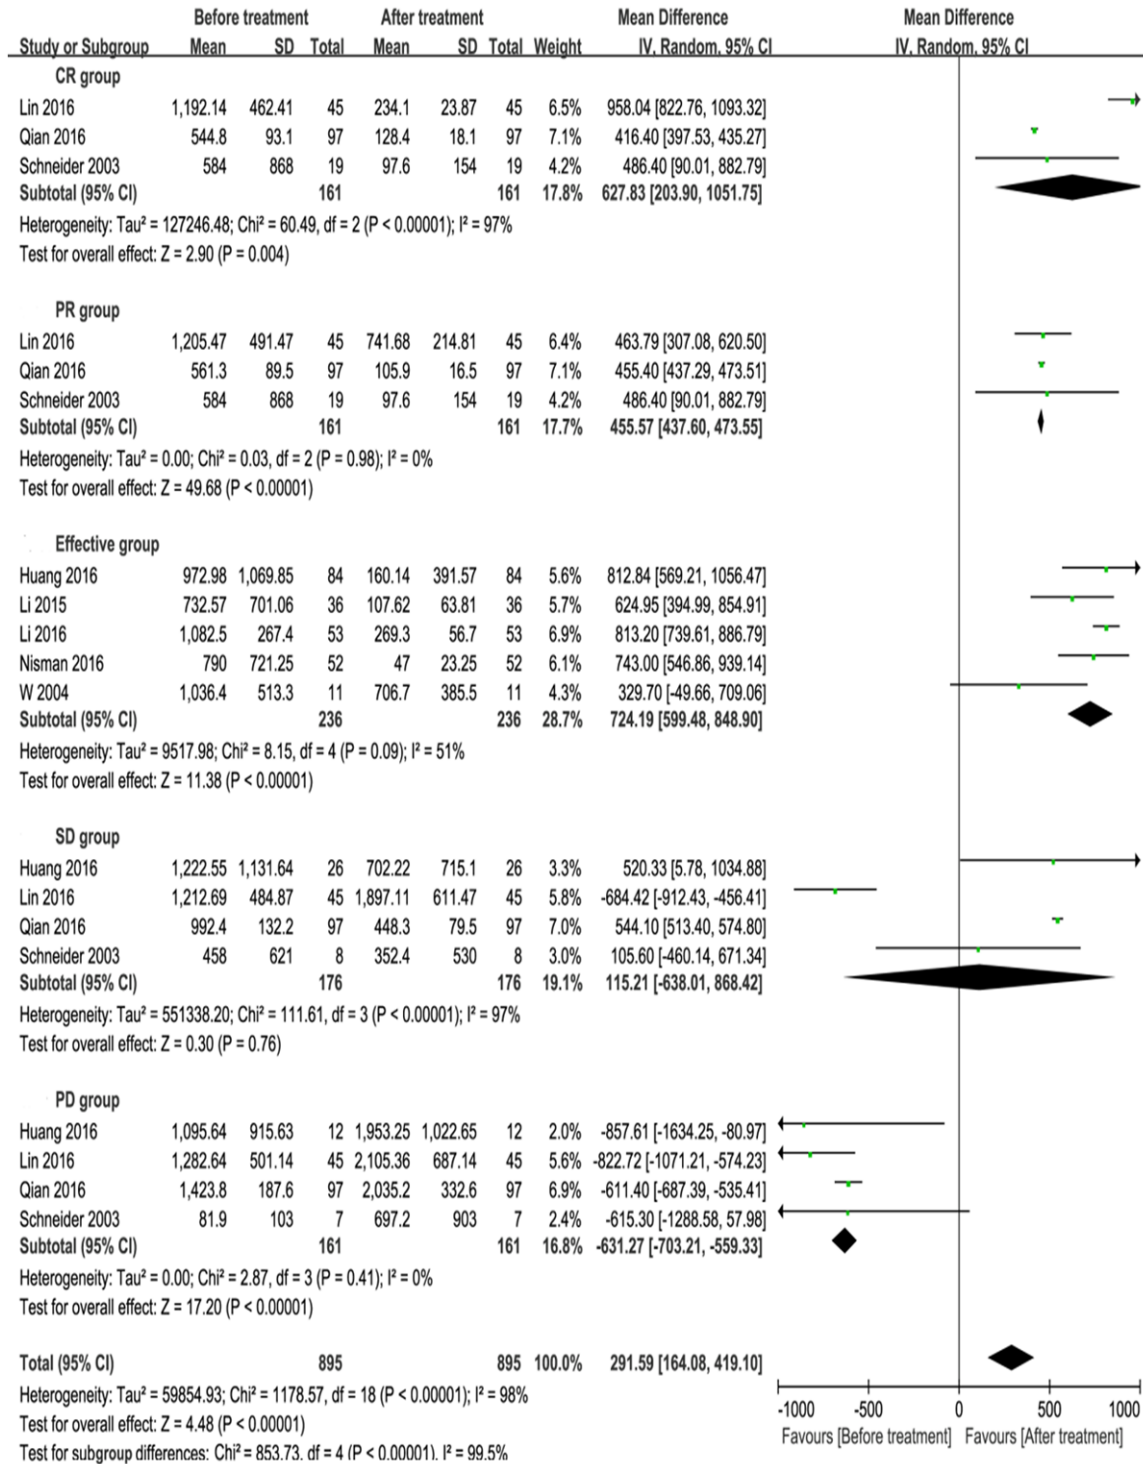 Before treatment After treatment Mean Difference Mean Difference
Study or Subgroup Mean SD Total Mean SD Total Weight IV, Random, 95% CI IV, Random, 95% CI
CR group
Lin 2016 1,192.14 462.41 45 234.1 23.87 45 6.5% 958.04 [822.76, 1093.32]
Qian 2016 544.8 93.1 97 128.4 18.1 97 7.1% 416.40 [397.53, 435.27]
Schneider 2003 584 868 19 97.6 154 19 4.2% 486.40 [90.01, 882.79]
Subtotal (95% CI) 161 161 17.8% 627.83 [203.90, 1051.75]
Heterogeneity: Tau² = 127246.48; Chi² = 60.49, df = 2 (P < 0.00001); I² = 97%
Test for overall effect: Z = 2.90 (P = 0.004)
PR group
Lin 2016 1,205.47 491.47 45 741.68 214.81 45 6.4% 463.79 [307.08, 620.50]
Qian 2016 561.3 89.5 97 105.9 16.5 97 7.1% 455.40 [437.29, 473.51]
Schneider 2003 584 868 19 97.6 154 19 4.2% 486.40 [90.01, 882.79]
Subtotal (95% CI) 161 161 17.7% 455.57 [437.60, 473.55]
Heterogeneity: Tau² = 0.00; Chi² = 0.03, df = 2 (P = 0.98); I² = 0%
Test for overall effect: Z = 49.68 (P < 0.00001)
Effective group
Huang 2016 972.98 1,069.85 84 160.14 391.57 84 5.6% 812.84 [569.21, 1056.47]
Li 2015 732.57 701.06 36 107.62 63.81 36 5.7% 624.95 [394.99, 854.91]
Li 2016 1,082.5 267.4 53 269.3 56.7 53 6.9% 813.20 [739.61, 886.79]
Nisman 2016 790 721.25 52 47 23.25 52 6.1% 743.00 [546.86, 939.14]
W 2004 1,036.4 513.3 11 706.7 385.5 11 4.3% 329.70 [-49.66, 709.06]
Subtotal (95% CI) 236 236 28.7% 724.19 [599.48, 848.90]
Heterogeneity: Tau² = 9517.98; Chi² = 8.15, df = 4 (P = 0.09); I² = 51%
Test for overall effect: Z = 11.38 (P < 0.00001)
SD group
Huang 2016 1,222.55 1,131.64 26 702.22 715.1 26 3.3% 520.33 [5.78, 1034.88]
Lin 2016 1,212.69 484.87 45 1,897.11 611.47 45 5.8% -684.42 [-912.43, -456.41]
Qian 2016 992.4 132.2 97 448.3 79.5 97 7.0% 544.10 [513.40, 574.80]
Schneider 2003 458 621 8 352.4 530 8 3.0% 105.60 [-460.14, 671.34]
Subtotal (95% CI) 176 176 19.1% 115.21 [-638.01, 868.42]
Heterogeneity: Tau² = 551338.20; Chi² = 111.61, df = 3 (P < 0.00001); I² = 97%
Test for overall effect: Z = 0.30 (P = 0.76)
PD group
Huang 2016 1,095.64 915.63 12 1,953.25 1,022.65 12 2.0% -857.61 [-1634.25, -80.97]
Lin 2016 1,282.64 501.14 45 2,105.36 687.14 45 5.6% -822.72 [-1071.21, -574.23]
Qian 2016 1,423.8 187.6 97 2,035.2 332.6 97 6.9% -611.40 [-687.39, -535.41]
Schneider 2003 81.9 103 7 697.2 903 7 2.4% -615.30 [-1288.58, 57.98]
Subtotal (95% CI) 161 161 16.8% -631.27 [-703.21, -559.33]
Heterogeneity: Tau² = 0.00; Chi² = 2.87, df = 3 (P = 0.41); I² = 0%
Test for overall effect: Z = 17.20 (P < 0.00001)
Total (95% CI) 895 895 100.0% 291.59 [164.08, 419.10]
Heterogeneity: Tau² = 59854.93; Chi² = 1178.57, df = 18 (P < 0.00001); I² = 98%
Test for overall effect: Z = 4.48 (P < 0.00001)
Test for subgroup differences: Chi² = 853.73, df = 4 (P < 0.00001), I² = 99.5%
-1000 -500 0 500 1000
Favours [Before treatment] Favours [After treatment]